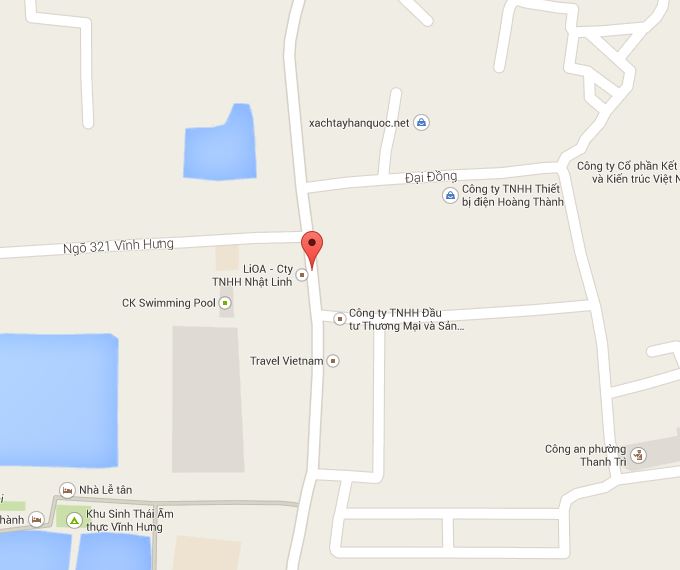 xachtayhanquoc.net
Công ty Cổ phần Kết
và Kiến trúc Việt N
Đại Đồng
Công ty TNHH Thiết
bị điện Hoàng Thành
Ngõ 321 Vĩnh Hưng
LiOA - Cty
TNHH Nhật Linh
CK Swimming Pool
Công ty TNHH Đầu
tư Thương Mại và Sản...
Travel Vietnam
Công an phường
Thanh Trì
Nhà Lễ tân
hành
Khu Sinh Thái Ẩm
thực Vĩnh Hưng